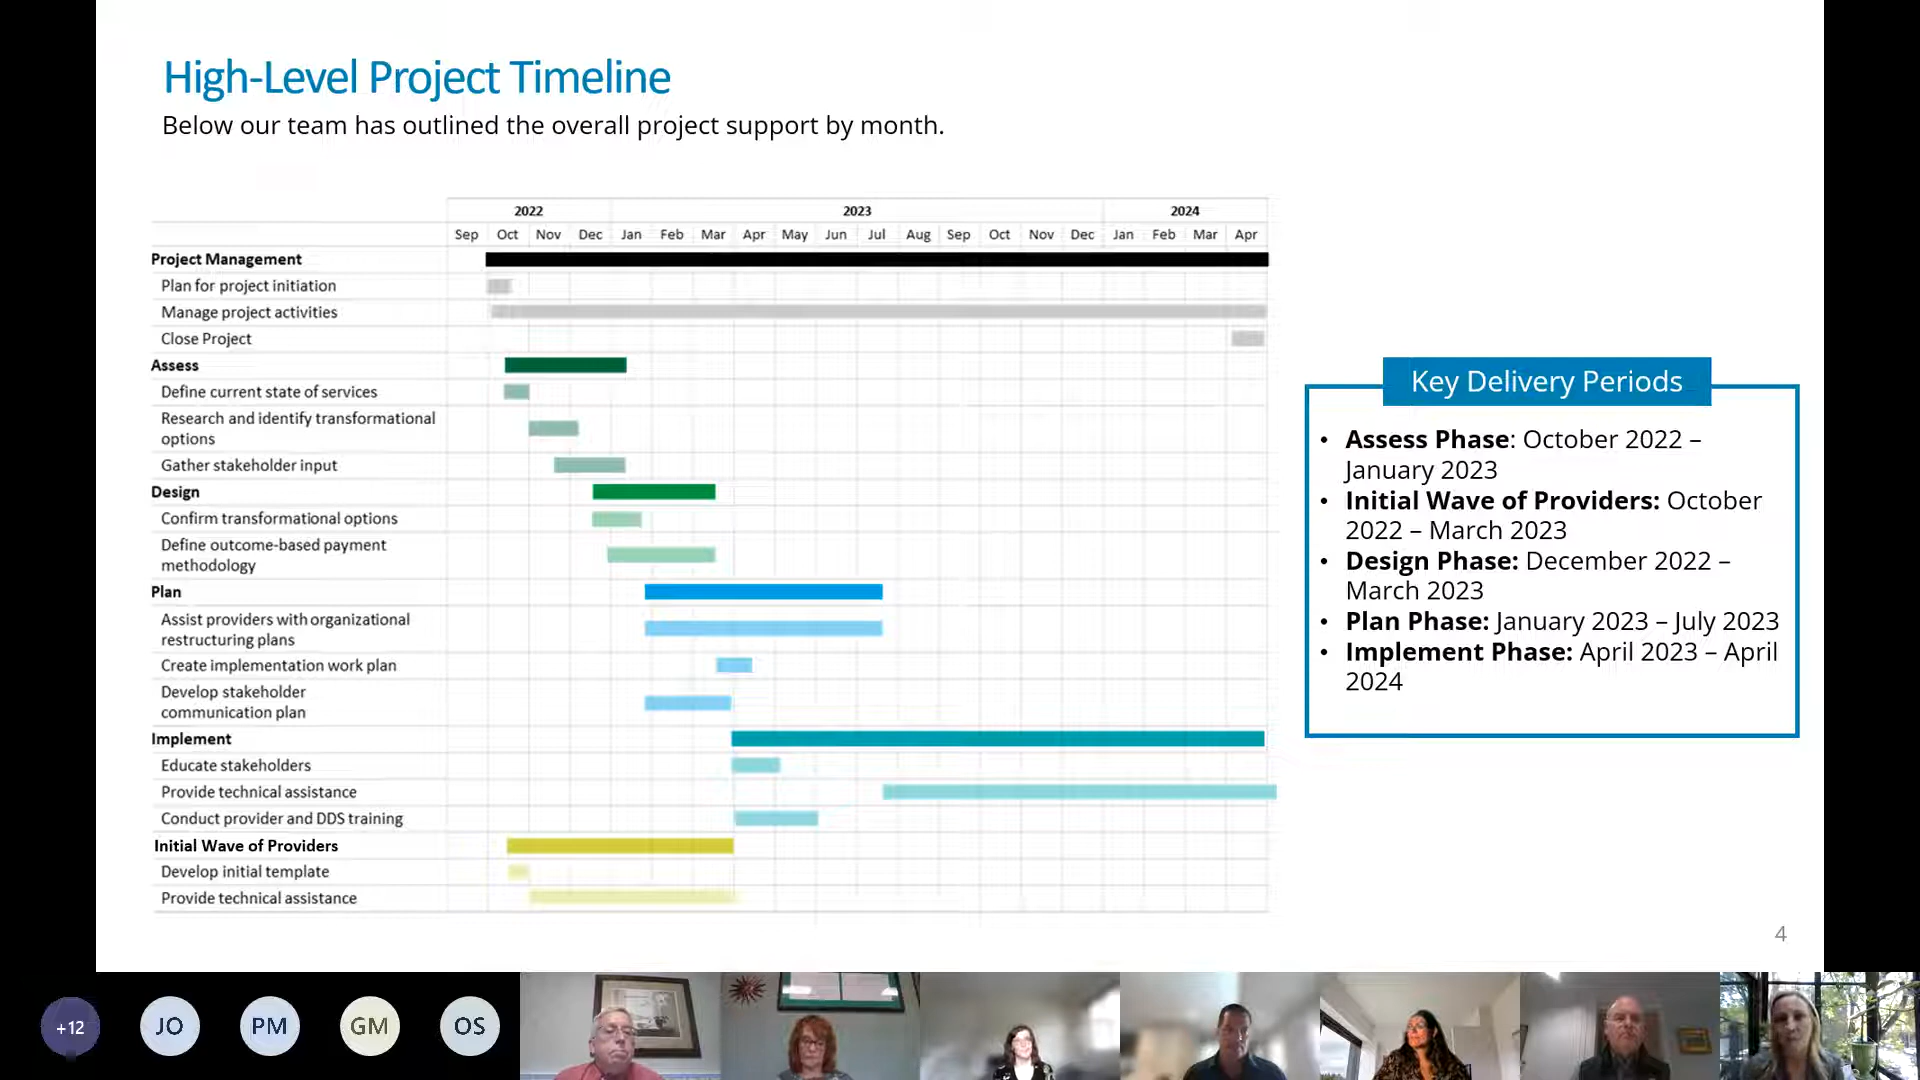 High-Level Project Timeline
Below our team has outlined the overall project support by month.
2022 2023 2024
Sep Oct Nov Dec Jan Feb Mar Apr May Jun Jul Aug Sep Oct Nov Dec Jan Feb Mar Apr
Project Management
Plan for project initiation
Manage project activities
Close Project
Assess
Define current state of services
Research and identify transformational
options
Gather stakeholder input
Design
Confirm transformational options
Define outcome-based payment
methodology
Plan
Assist providers with organizational
restructuring plans
Create implementation work plan
Develop stakeholder
communication plan
Implement
Educate stakeholders
Provide technical assistance
Conduct provider and DDS training
Initial Wave of Providers
Develop initial template
Provide technical assistance
Key Delivery Periods
• Assess Phase: October 2022 –
January 2023
• Initial Wave of Providers: October
2022 – March 2023
• Design Phase: December 2022 –
March 2023
• Plan Phase: January 2023 – July 2023
• Implement Phase: April 2023 – April
2024
4
+12 JO PM GM OS